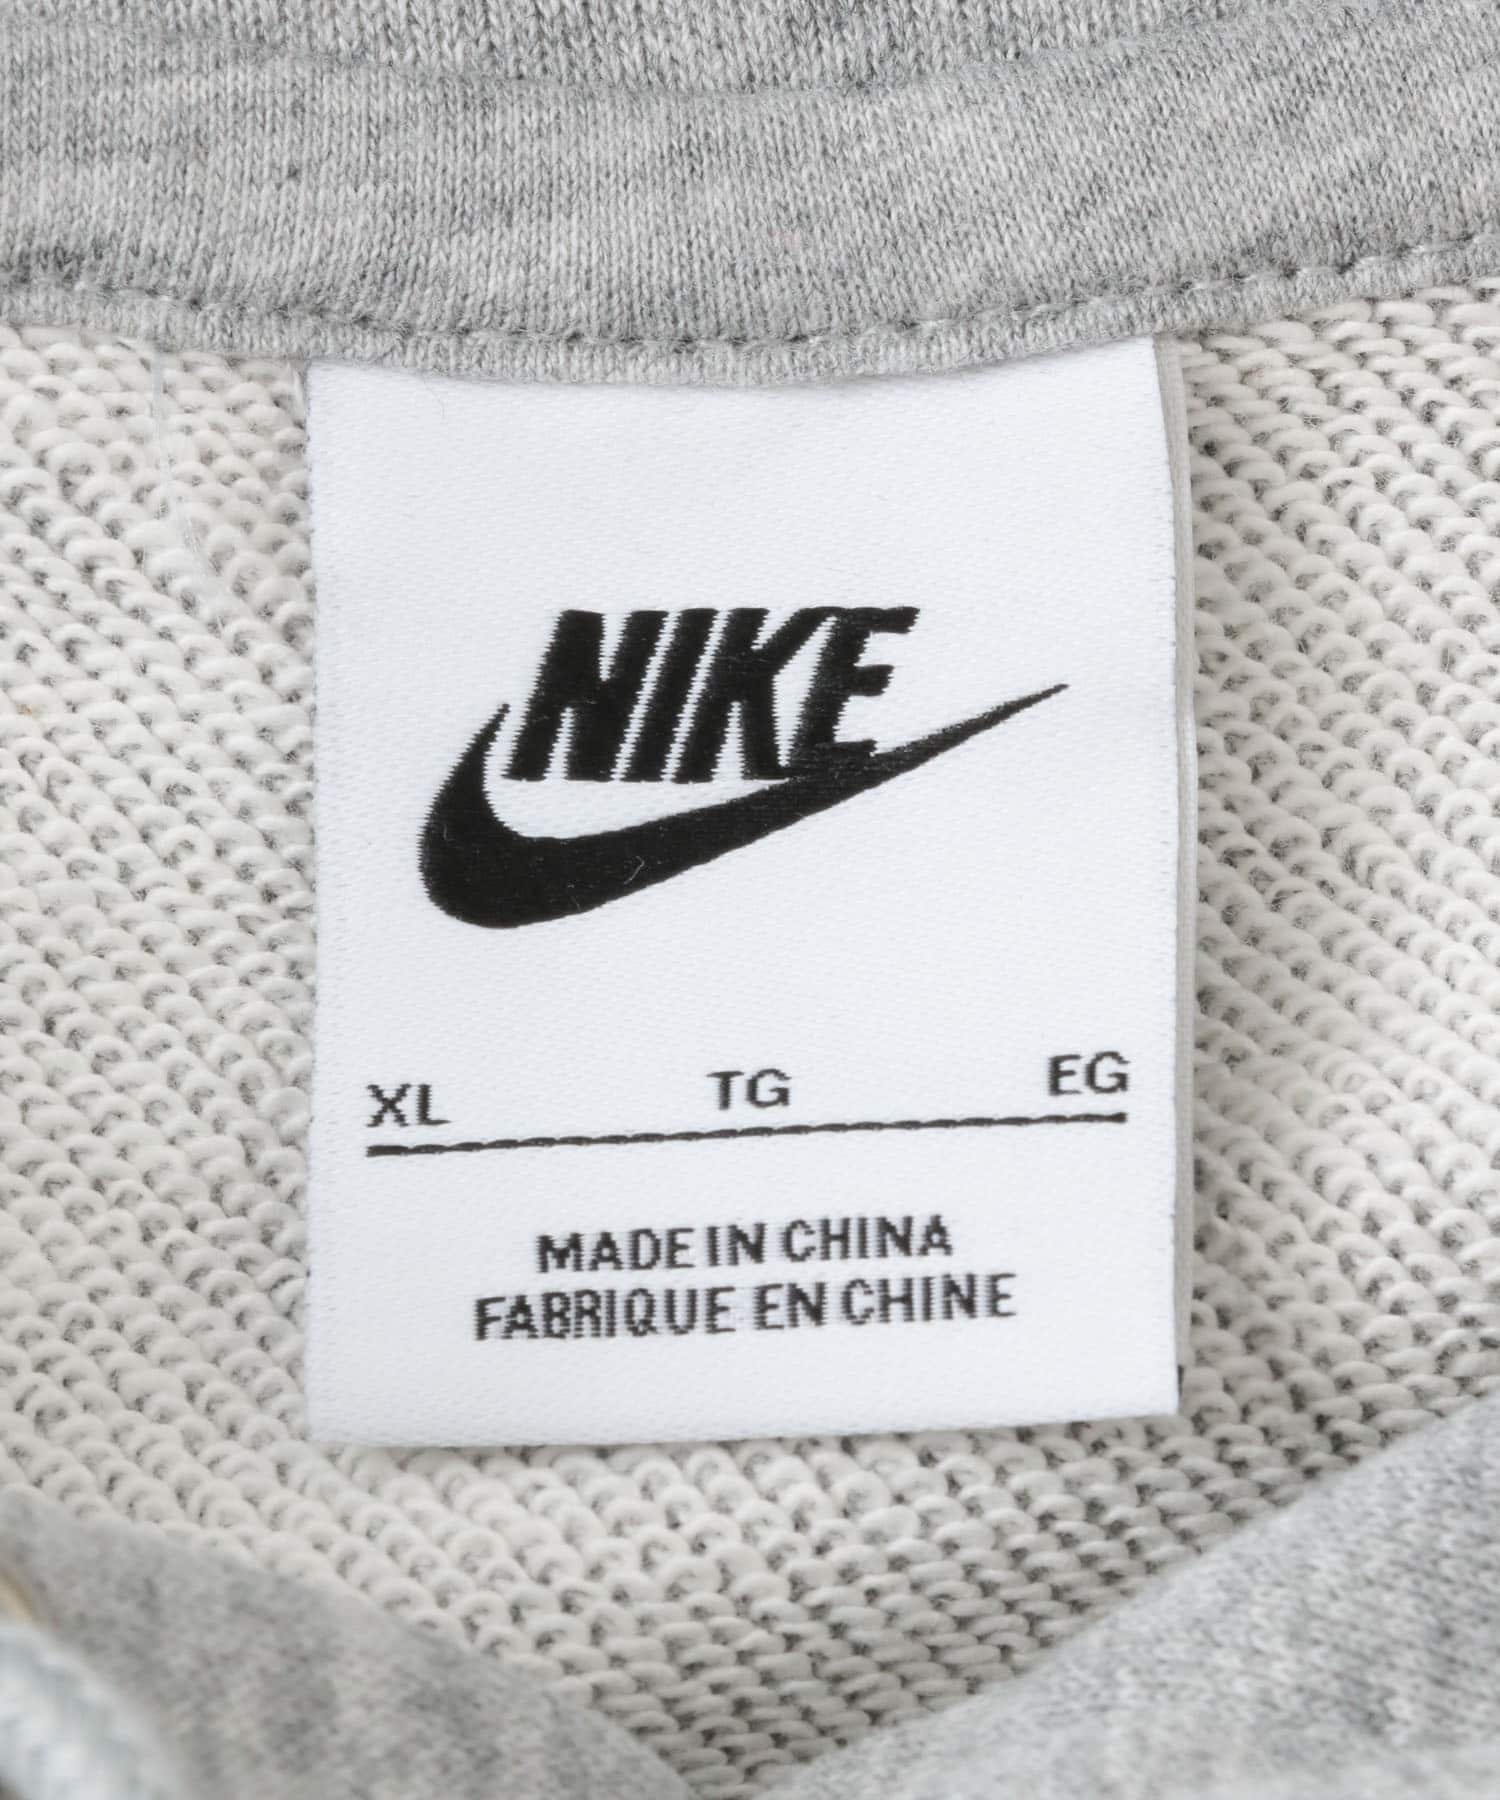 NIKE
XL TG EG
MADE IN CHINA
FABRIQUE EN CHINE